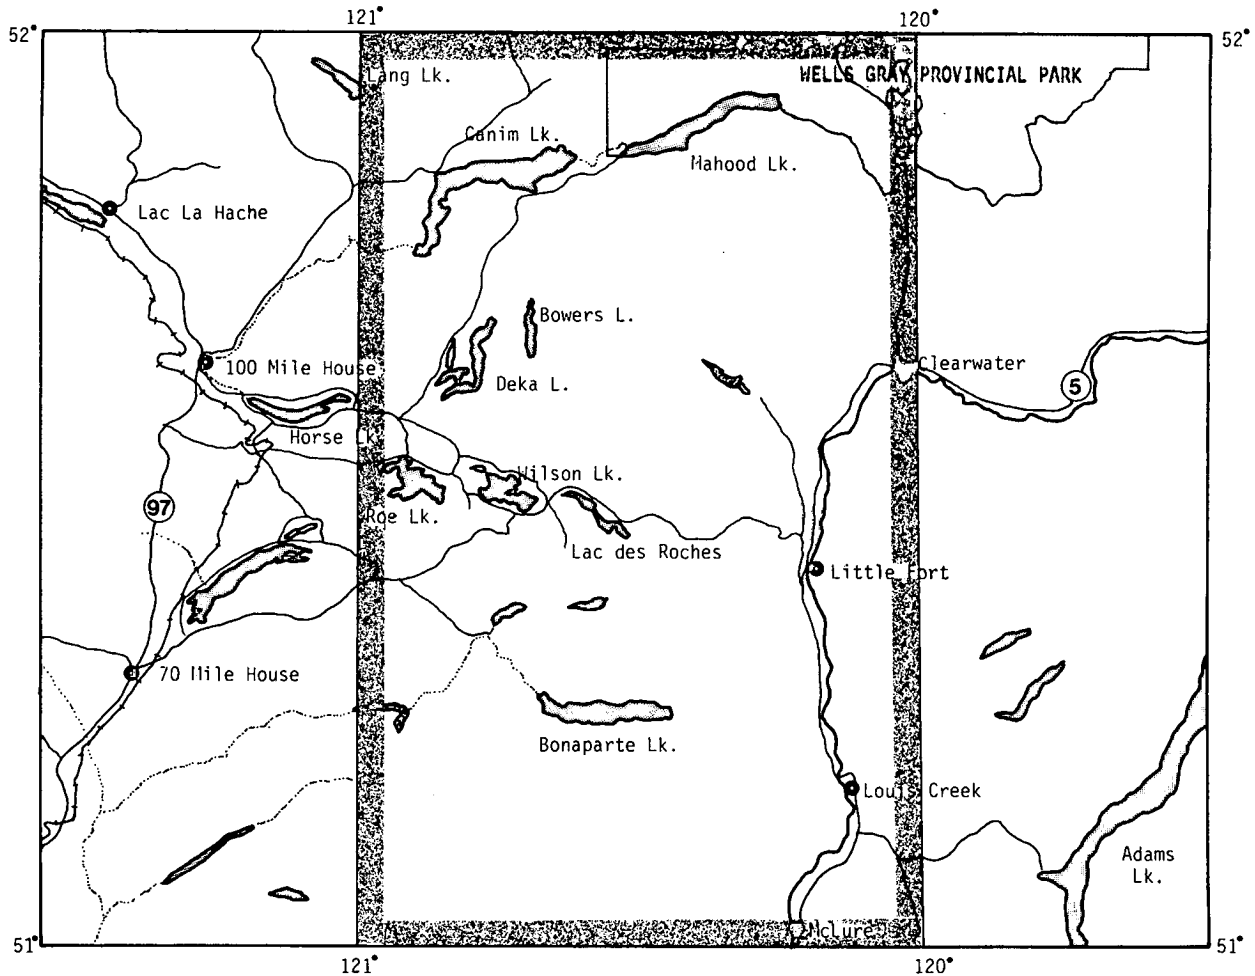 121° 120°
52° 52°
Lang Lk.
WELLS GRAY PROVINCIAL PARK
Canim Lk.
Mahood Lk.
Lac La Hache
Bowers L.
100 Mile House
Clearwater
Deka L.
5
Horse Lk.
Wilson Lk.
97
Roe Lk.
Lac des Roches
Little Fort
70 Mile House
Bonaparte Lk.
Louis Creek
Adams
Lk.
McLure
51° 51°
121° 120°